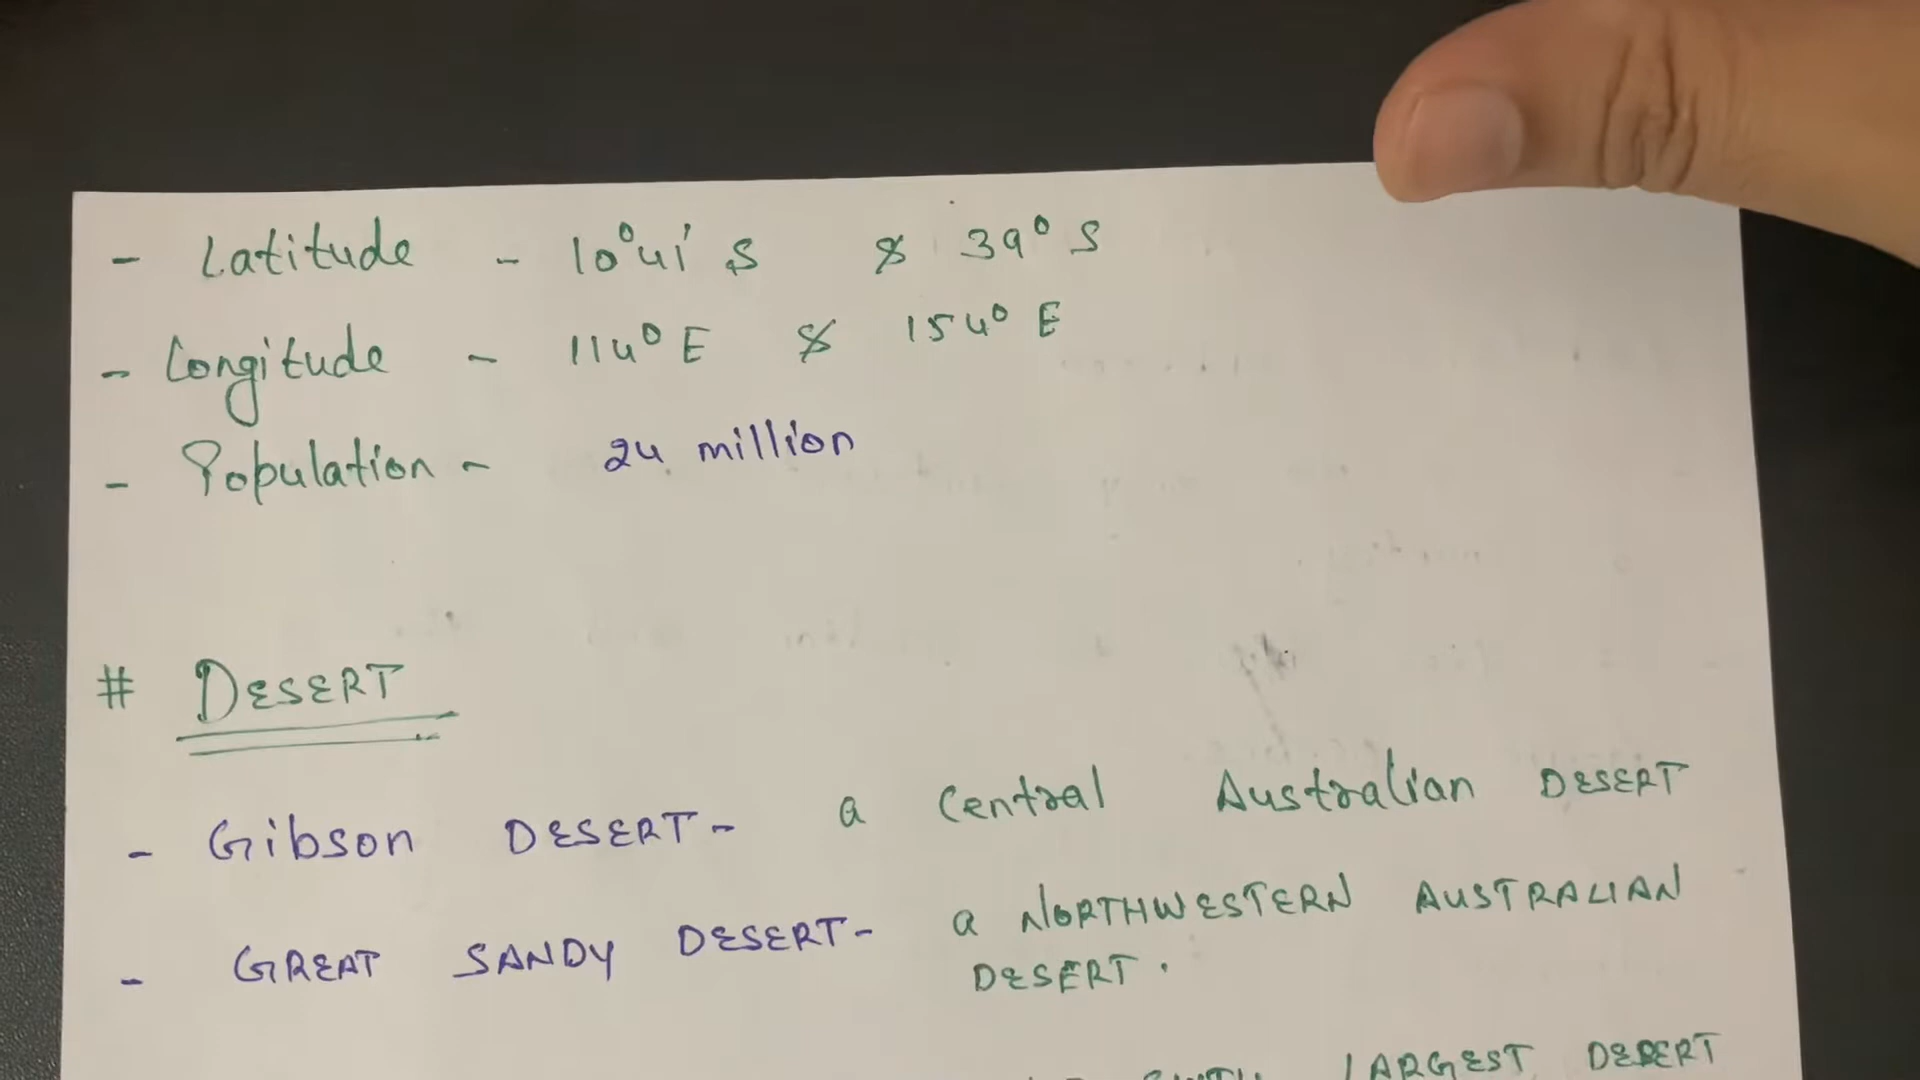 - Latitude - 10°41' S & 39° S
- Longitude - 114° E & 154° E
- Population - 24 million
# DESERT
- Gibson DESERT - a Central Australian DESERT
- GREAT SANDY DESERT - a NORTHWESTERN AUSTRALIAN
DESERT.
LARGEST DESERT